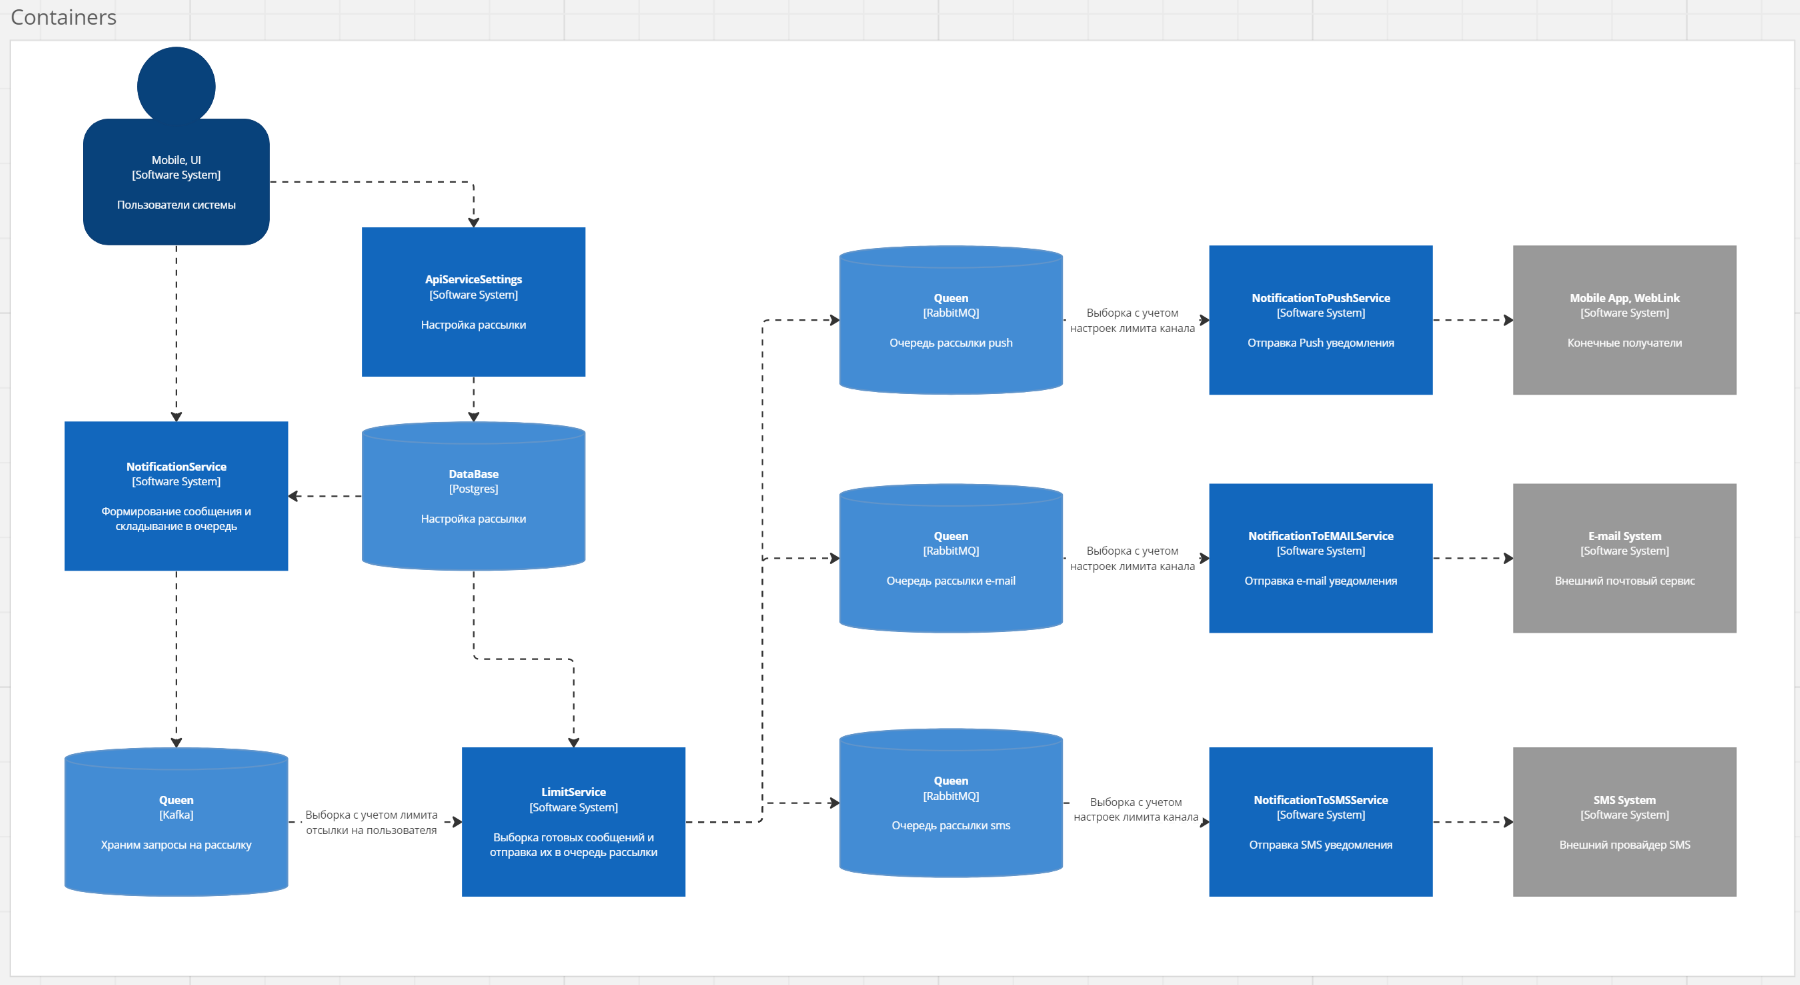 Containers
Mobile, UI
[Software System]
Пользователи системы
ApiServiceSettings
[Software System]
Настройка рассылки
NotificationService
[Software System]
Формирование сообщения и
складывание в очередь
DataBase
[Postgres]
Настройка рассылки
Queen
[Kafka]
Храним запросы на рассылку
Выборка с учетом лимита
отсылки на пользователя
LimitService
[Software System]
Выборка готовых сообщений и
отправка их в очередь рассылки
Queen
[RabbitMQ]
Очередь рассылки push
Выборка с учетом
настроек лимита канала
NotificationToPushService
[Software System]
Отправка Push уведомления
Mobile App, WebLink
[Software System]
Конечные получатели
Queen
[RabbitMQ]
Очередь рассылки e-mail
Выборка с учетом
настроек лимита канала
NotificationToEMAILService
[Software System]
Отправка e-mail уведомления
E-mail System
[Software System]
Внешний почтовый сервис
Queen
[RabbitMQ]
Очередь рассылки sms
Выборка с учетом
настроек лимита канала
NotificationToSMSService
[Software System]
Отправка SMS уведомления
SMS System
[Software System]
Внешний провайдер SMS